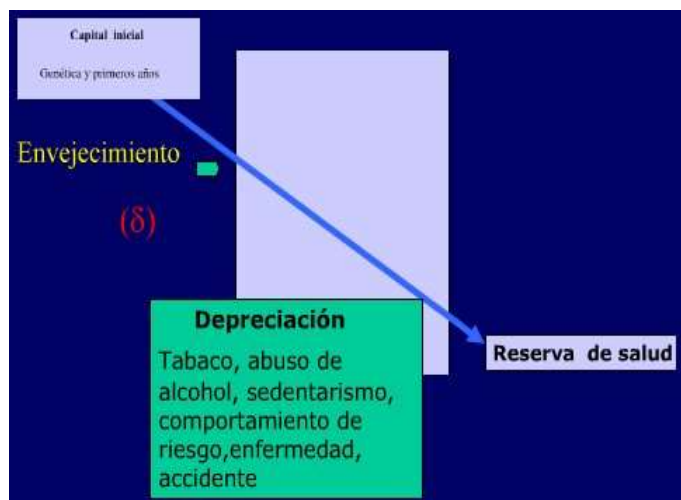 Capital inicial
Genética y primeros años
Envejecimiento
(δ)
Depreciación
Tabaco, abuso de
alcohol, sedentarismo,
comportamiento de
riesgo,enfermedad,
accidente
Reserva de salud